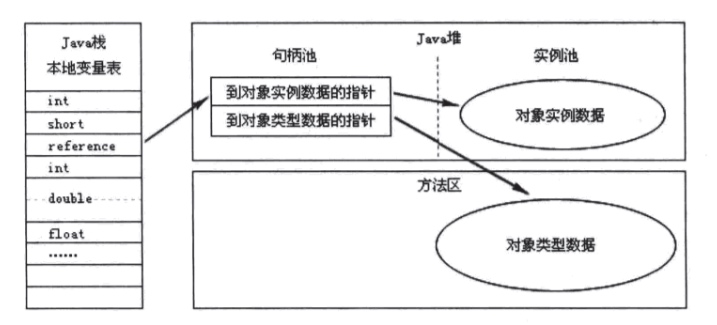 Java栈
本地变量表
int
short
reference
int
double
float
……
Java堆
句柄池
实例池
到对象实例数据的指针
到对象类型数据的指针
对象实例数据
方法区
对象类型数据